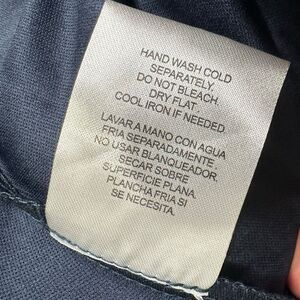 HAND WASH COLD
SEPARATELY.
DO NOT BLEACH.
DRY FLAT.
COOL IRON IF NEEDED.
LAVAR A MANO CON AGUA
FRIA SEPARADAMENTE
NO USAR BLANQUEADOR.
SECAR SOBRE
SUPERFICIE PLANA.
PLANCHA FRIA SI
SE NECESITA.